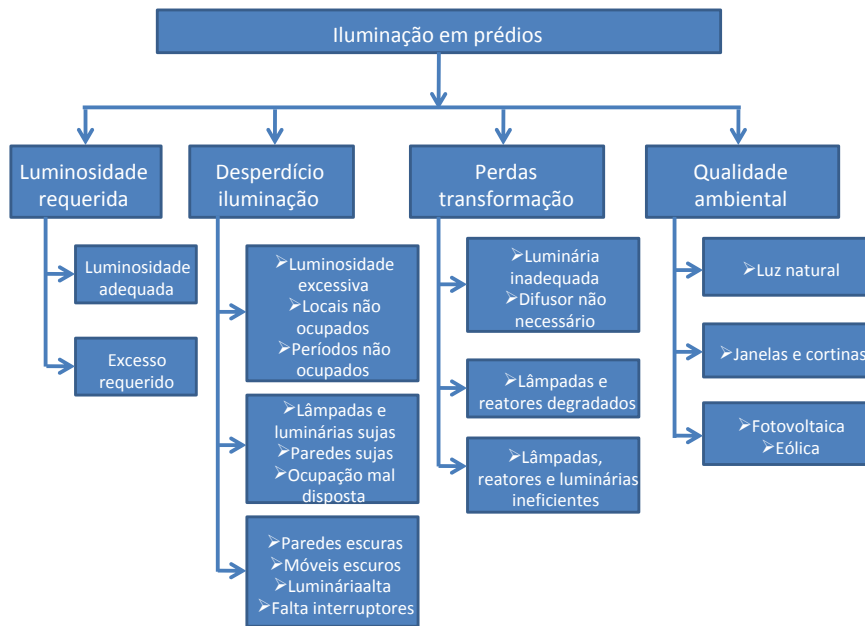 Iluminação em prédios
Luminosidade
requerida
Luminosidade
adequada
Excesso
requerido
Desperdício
iluminação
➢Luminosidade
excessiva
➢Locais não
ocupados
➢Períodos não
ocupados
➢Lâmpadas e
luminárias sujas
➢Paredes sujas
➢Ocupação mal
disposta
➢Paredes escuras
➢Móveis escuros
➢Lumináriaalta
➢Falta interruptores
Perdas
transformação
➢Luminária
inadequada
➢Difusor não
necessário
➢Lâmpadas e
reatores degradados
➢Lâmpadas,
reatores e luminárias
ineficientes
Qualidade
ambiental
➢Luz natural
➢Janelas e cortinas
➢Fotovoltaica
➢Eólica